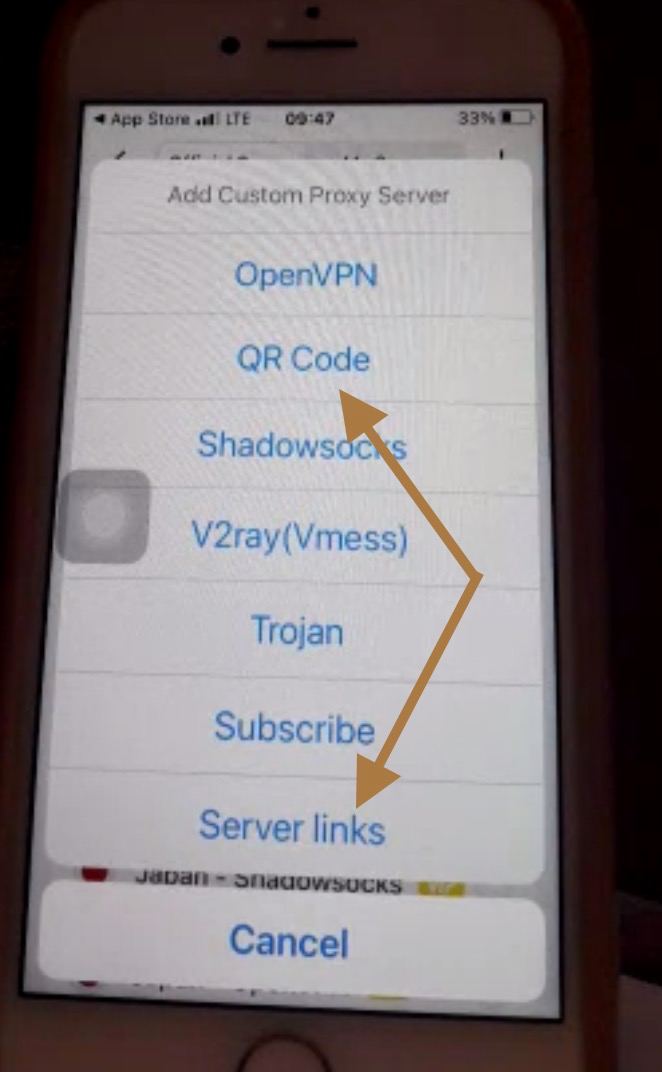 App Store LTE 09:47 33%
Add Custom Proxy Server
OpenVPN
QR Code
Shadowsocks
V2ray(Vmess)
Trojan
Subscribe
Server links
Japan - Shadowsocks
Cancel